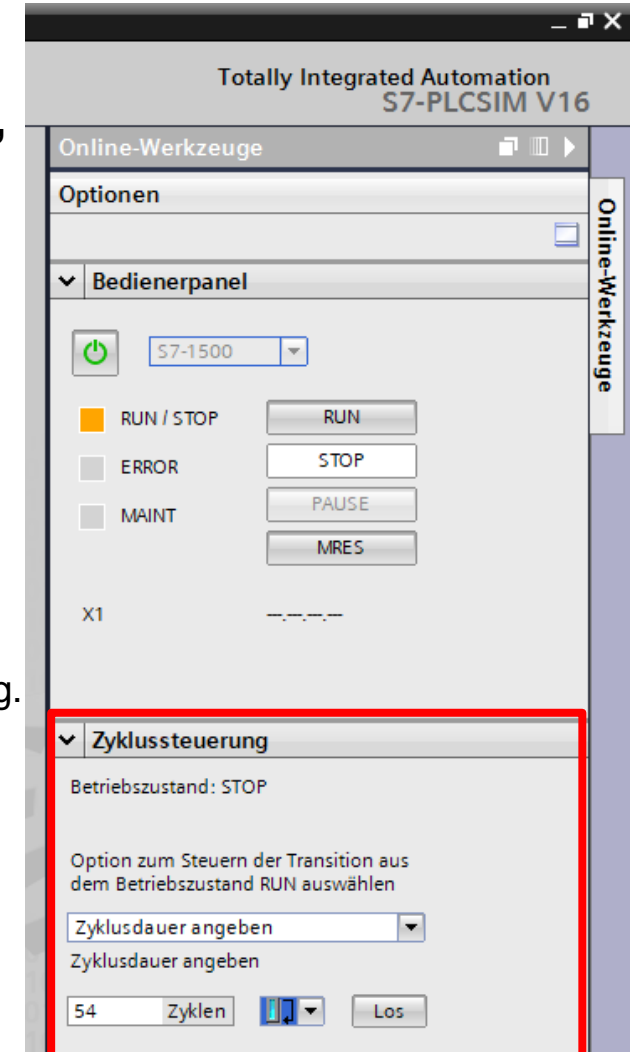 Totally Integrated Automation
S7-PLCSIM V16
,
Online-Werkzeuge
Optionen
Online-Werkzeuge
Bedienerpanel
S7-1500
RUN / STOP RUN
ERROR STOP
MAINT PAUSE
MRES
X1 ---.---.---.---
g.
Zyklussteuerung
Betriebszustand: STOP
Option zum Steuern der Transition aus
dem Betriebszustand RUN auswählen
Zyklusdauer angeben
Zyklusdauer angeben
54 Zyklen Los